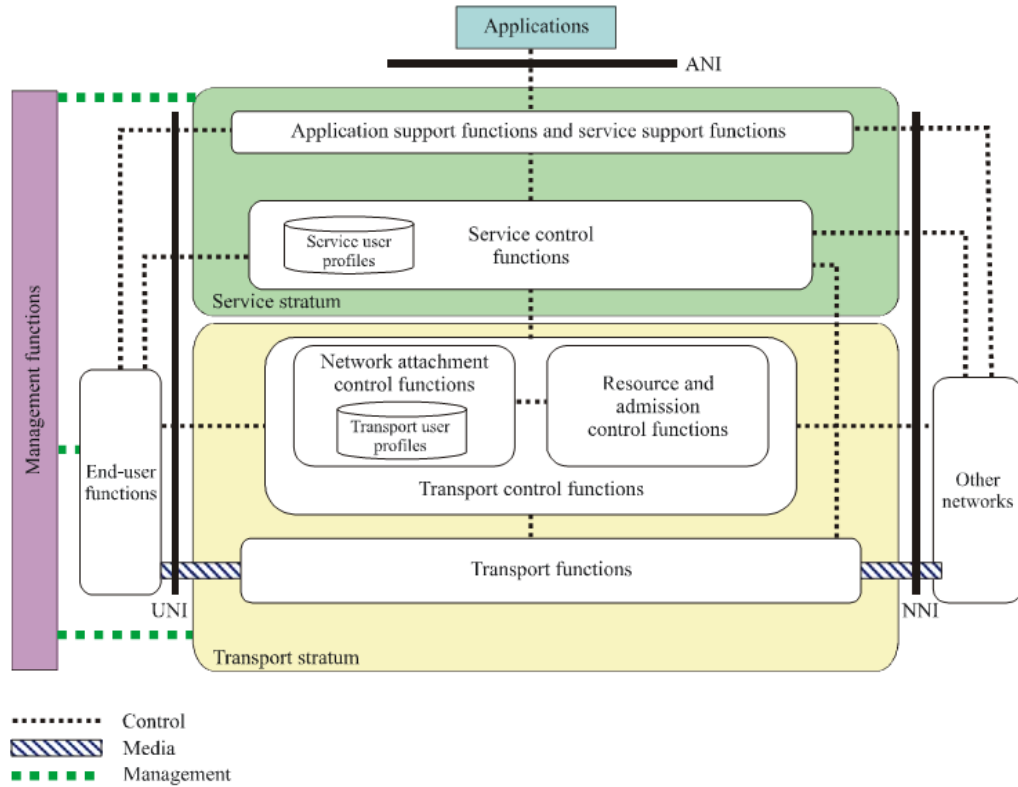 Applications
ANI
Application support functions and service support functions
Service user
profiles
Service control
functions
Service stratum
Management functions
Network attachment
control functions
Transport user
profiles
Resource and
admission
control functions
Transport control functions
End-user
functions
Other
networks
Transport functions
UNI
NNI
Transport stratum
Control
Media
Management